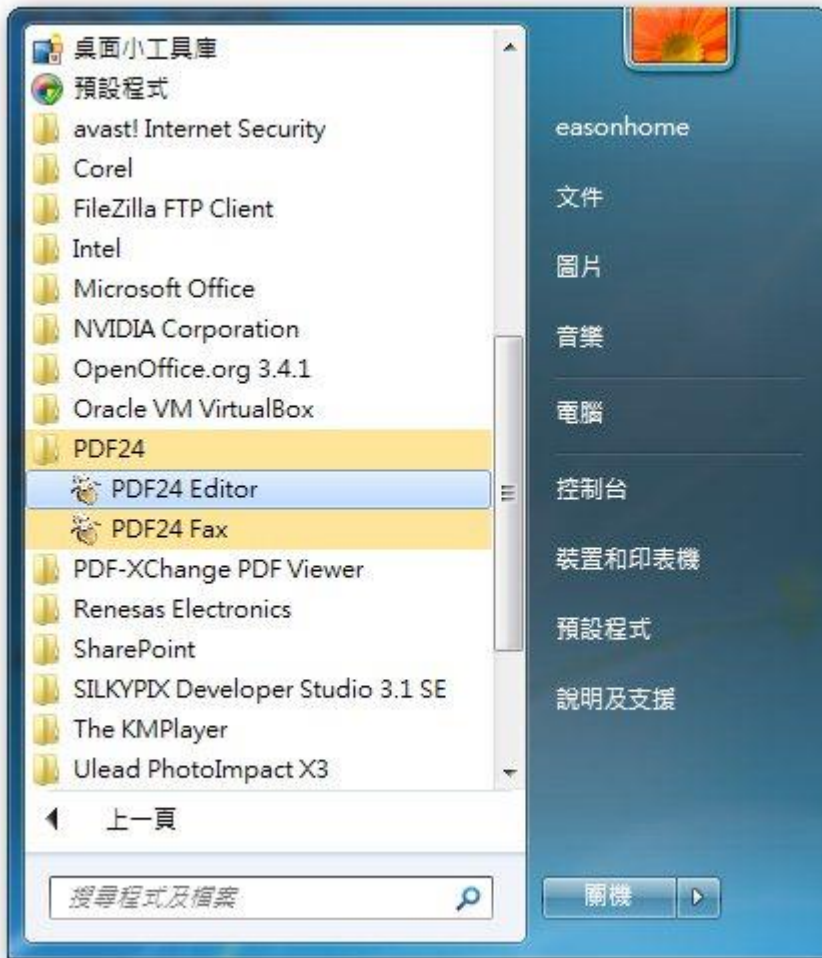 桌面小工具庫
預設程式
avast! Internet Security
Corel
FileZilla FTP Client
Intel
Microsoft Office
NVIDIA Corporation
OpenOffice.org 3.4.1
Oracle VM VirtualBox
PDF24
PDF24 Editor
PDF24 Fax
PDF-XChange PDF Viewer
Renesas Electronics
SharePoint
SILKYPIX Developer Studio 3.1 SE
The KMPlayer
Ulead PhotoImpact X3
上一頁
搜尋程式及檔案
easonhome
文件
圖片
音樂
電腦
控制台
裝置和印表機
預設程式
說明及支援
關機